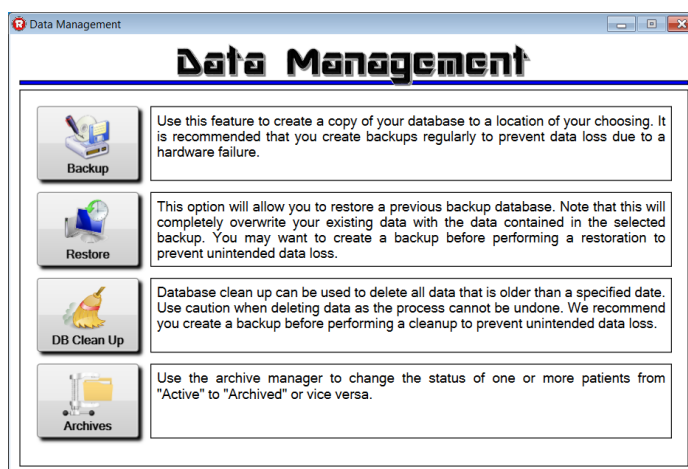 Data Management
Data Management
Backup
Use this feature to create a copy of your database to a location of your choosing. It
is recommended that you create backups regularly to prevent data loss due to a
hardware failure.
Restore
This option will allow you to restore a previous backup database. Note that this will
completely overwrite your existing data with the data contained in the selected
backup. You may want to create a backup before performing a restoration to
prevent unintended data loss.
DB Clean Up
Database clean up can be used to delete all data that is older than a specified date.
Use caution when deleting data as the process cannot be undone. We recommend
you create a backup before performing a cleanup to prevent unintended data loss.
Archives
Use the archive manager to change the status of one or more patients from
"Active" to "Archived" or vice versa.